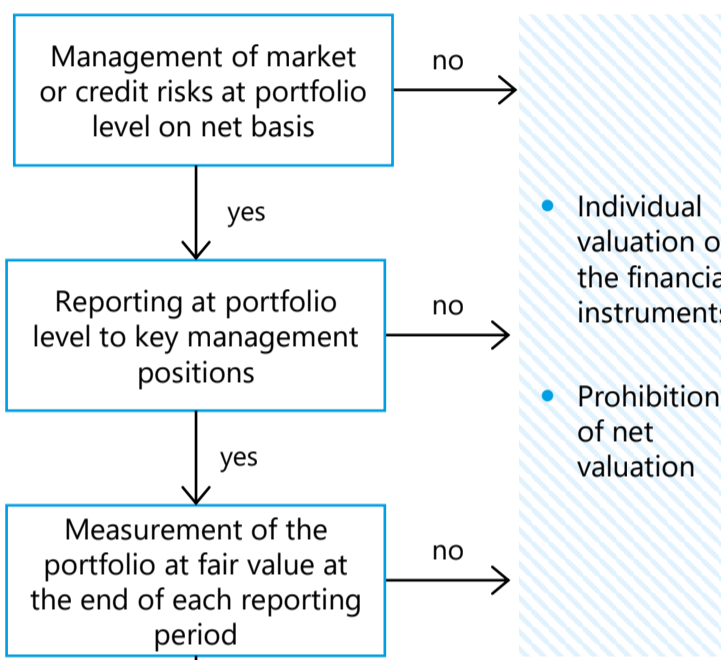 Management of market
or credit risks at portfolio
level on net basis
no
yes
Reporting at portfolio
level to key management
positions
no
yes
Measurement of the
portfolio at fair value at
the end of each reporting
period
no
• Individual
valuation
the
instruments
• Prohibition
of net
valuation